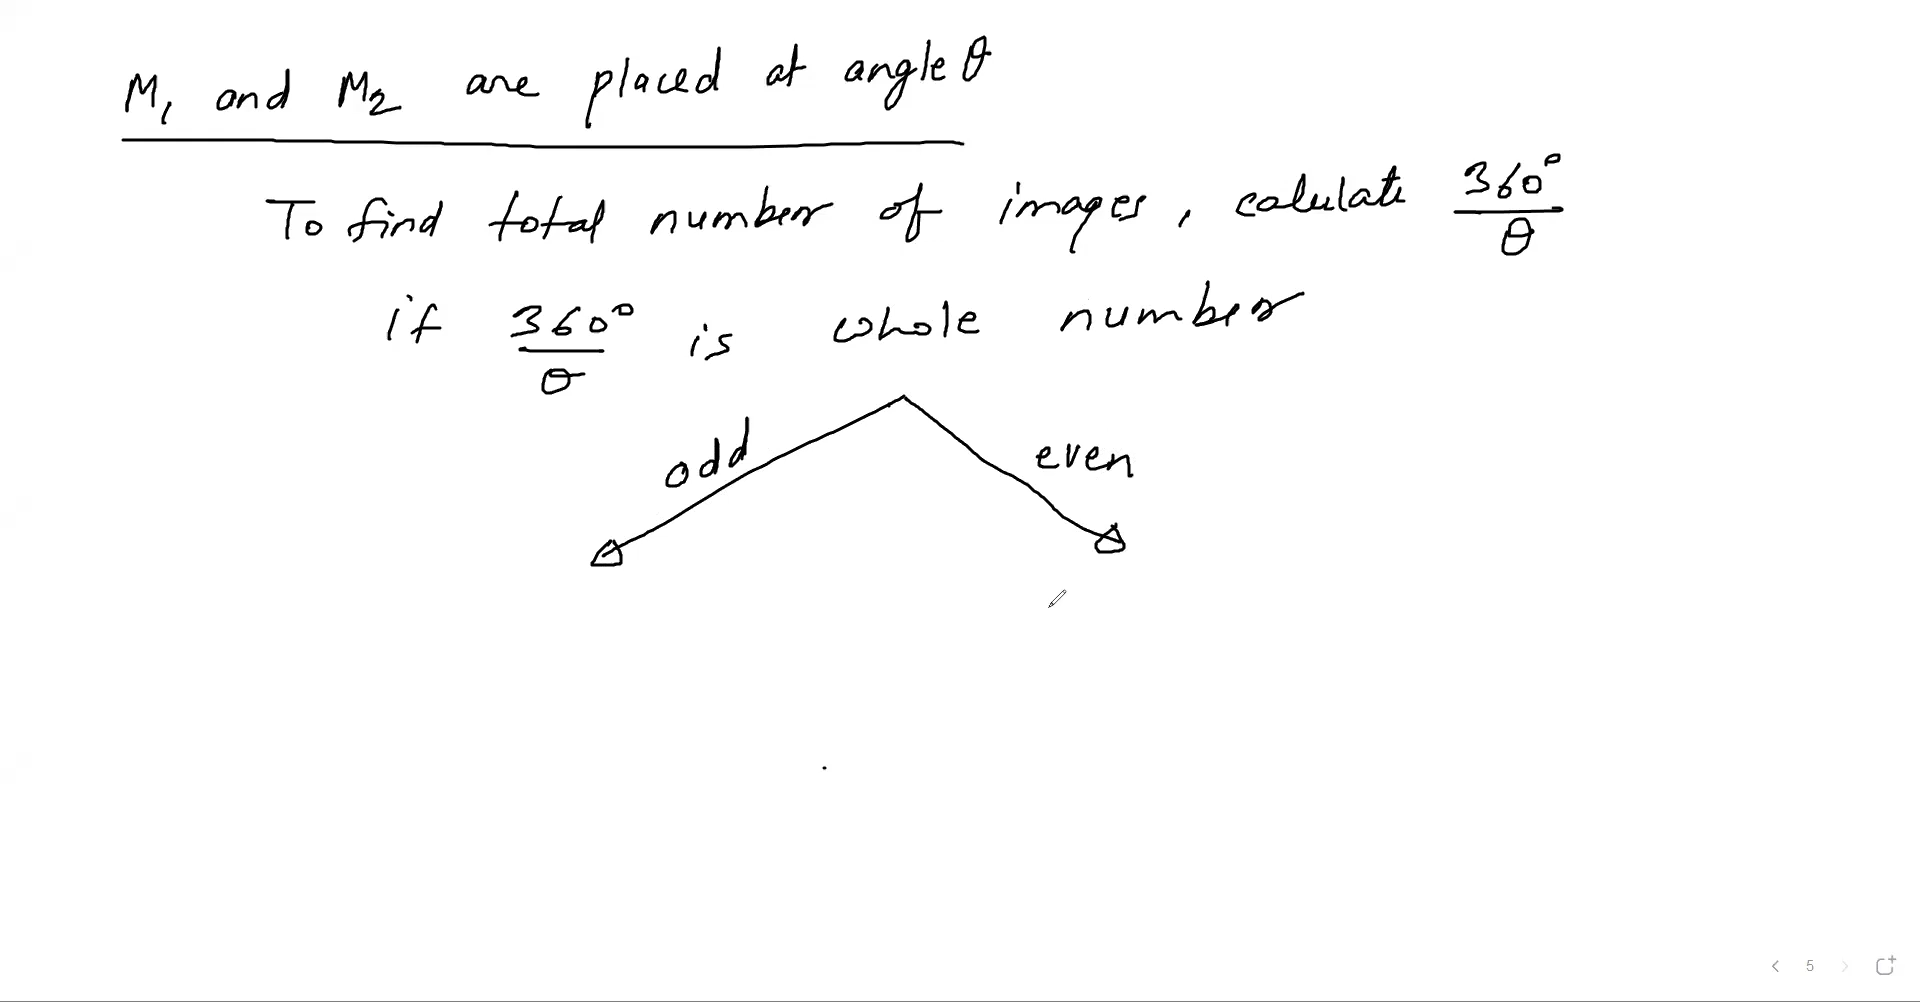 M₁ and M₂ are placed at angle θ
To find total number of images, calulate 360°/θ
if 360°/θ is whole number
odd even
5